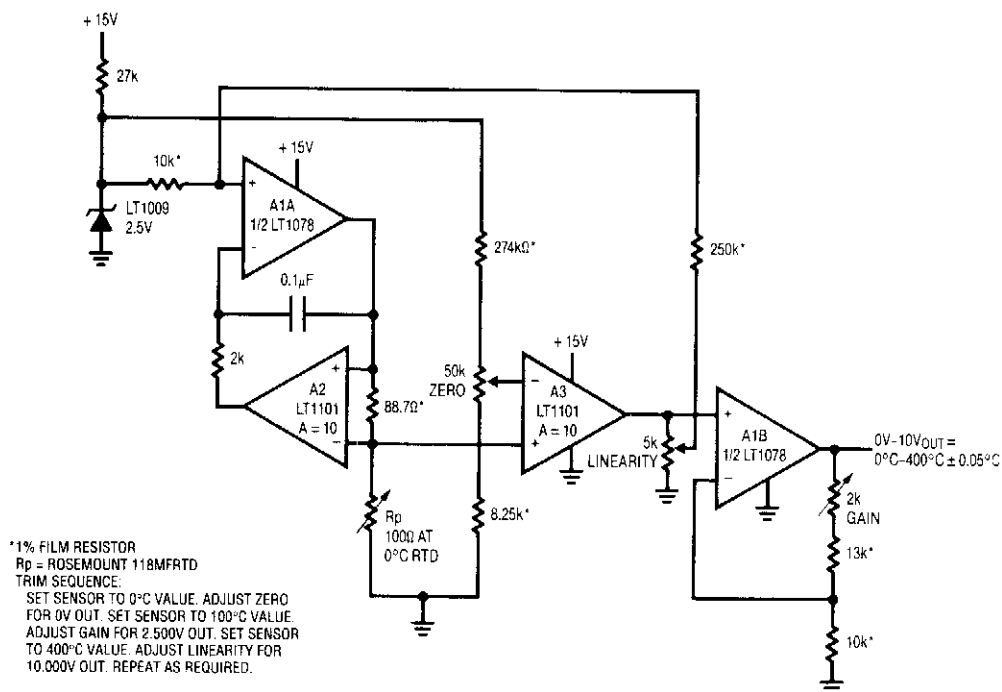 + 15V
27k
10k*
LT1009
2.5V
+ 15V
+
A1A
1/2 LT1078
−
0.1µF
2k
A2
LT1101
A = 10
+
−
88.7Ω*
Rp
100Ω AT
0°C RTD
274kΩ*
50k
ZERO
8.25k*
+ 15V
−
A3
LT1101
A = 10
+
250k*
5k
LINEARITY
+
A1B
1/2 LT1078
−
0V–10VOUT =
0°C–400°C ± 0.05°C
2k
GAIN
13k*
10k*
*1% FILM RESISTOR
Rp = ROSEMOUNT 118MFRTD
TRIM SEQUENCE:
SET SENSOR TO 0°C VALUE. ADJUST ZERO
FOR 0V OUT. SET SENSOR TO 100°C VALUE.
ADJUST GAIN FOR 2.500V OUT. SET SENSOR
TO 400°C VALUE. ADJUST LINEARITY FOR
10.000V OUT. REPEAT AS REQUIRED.